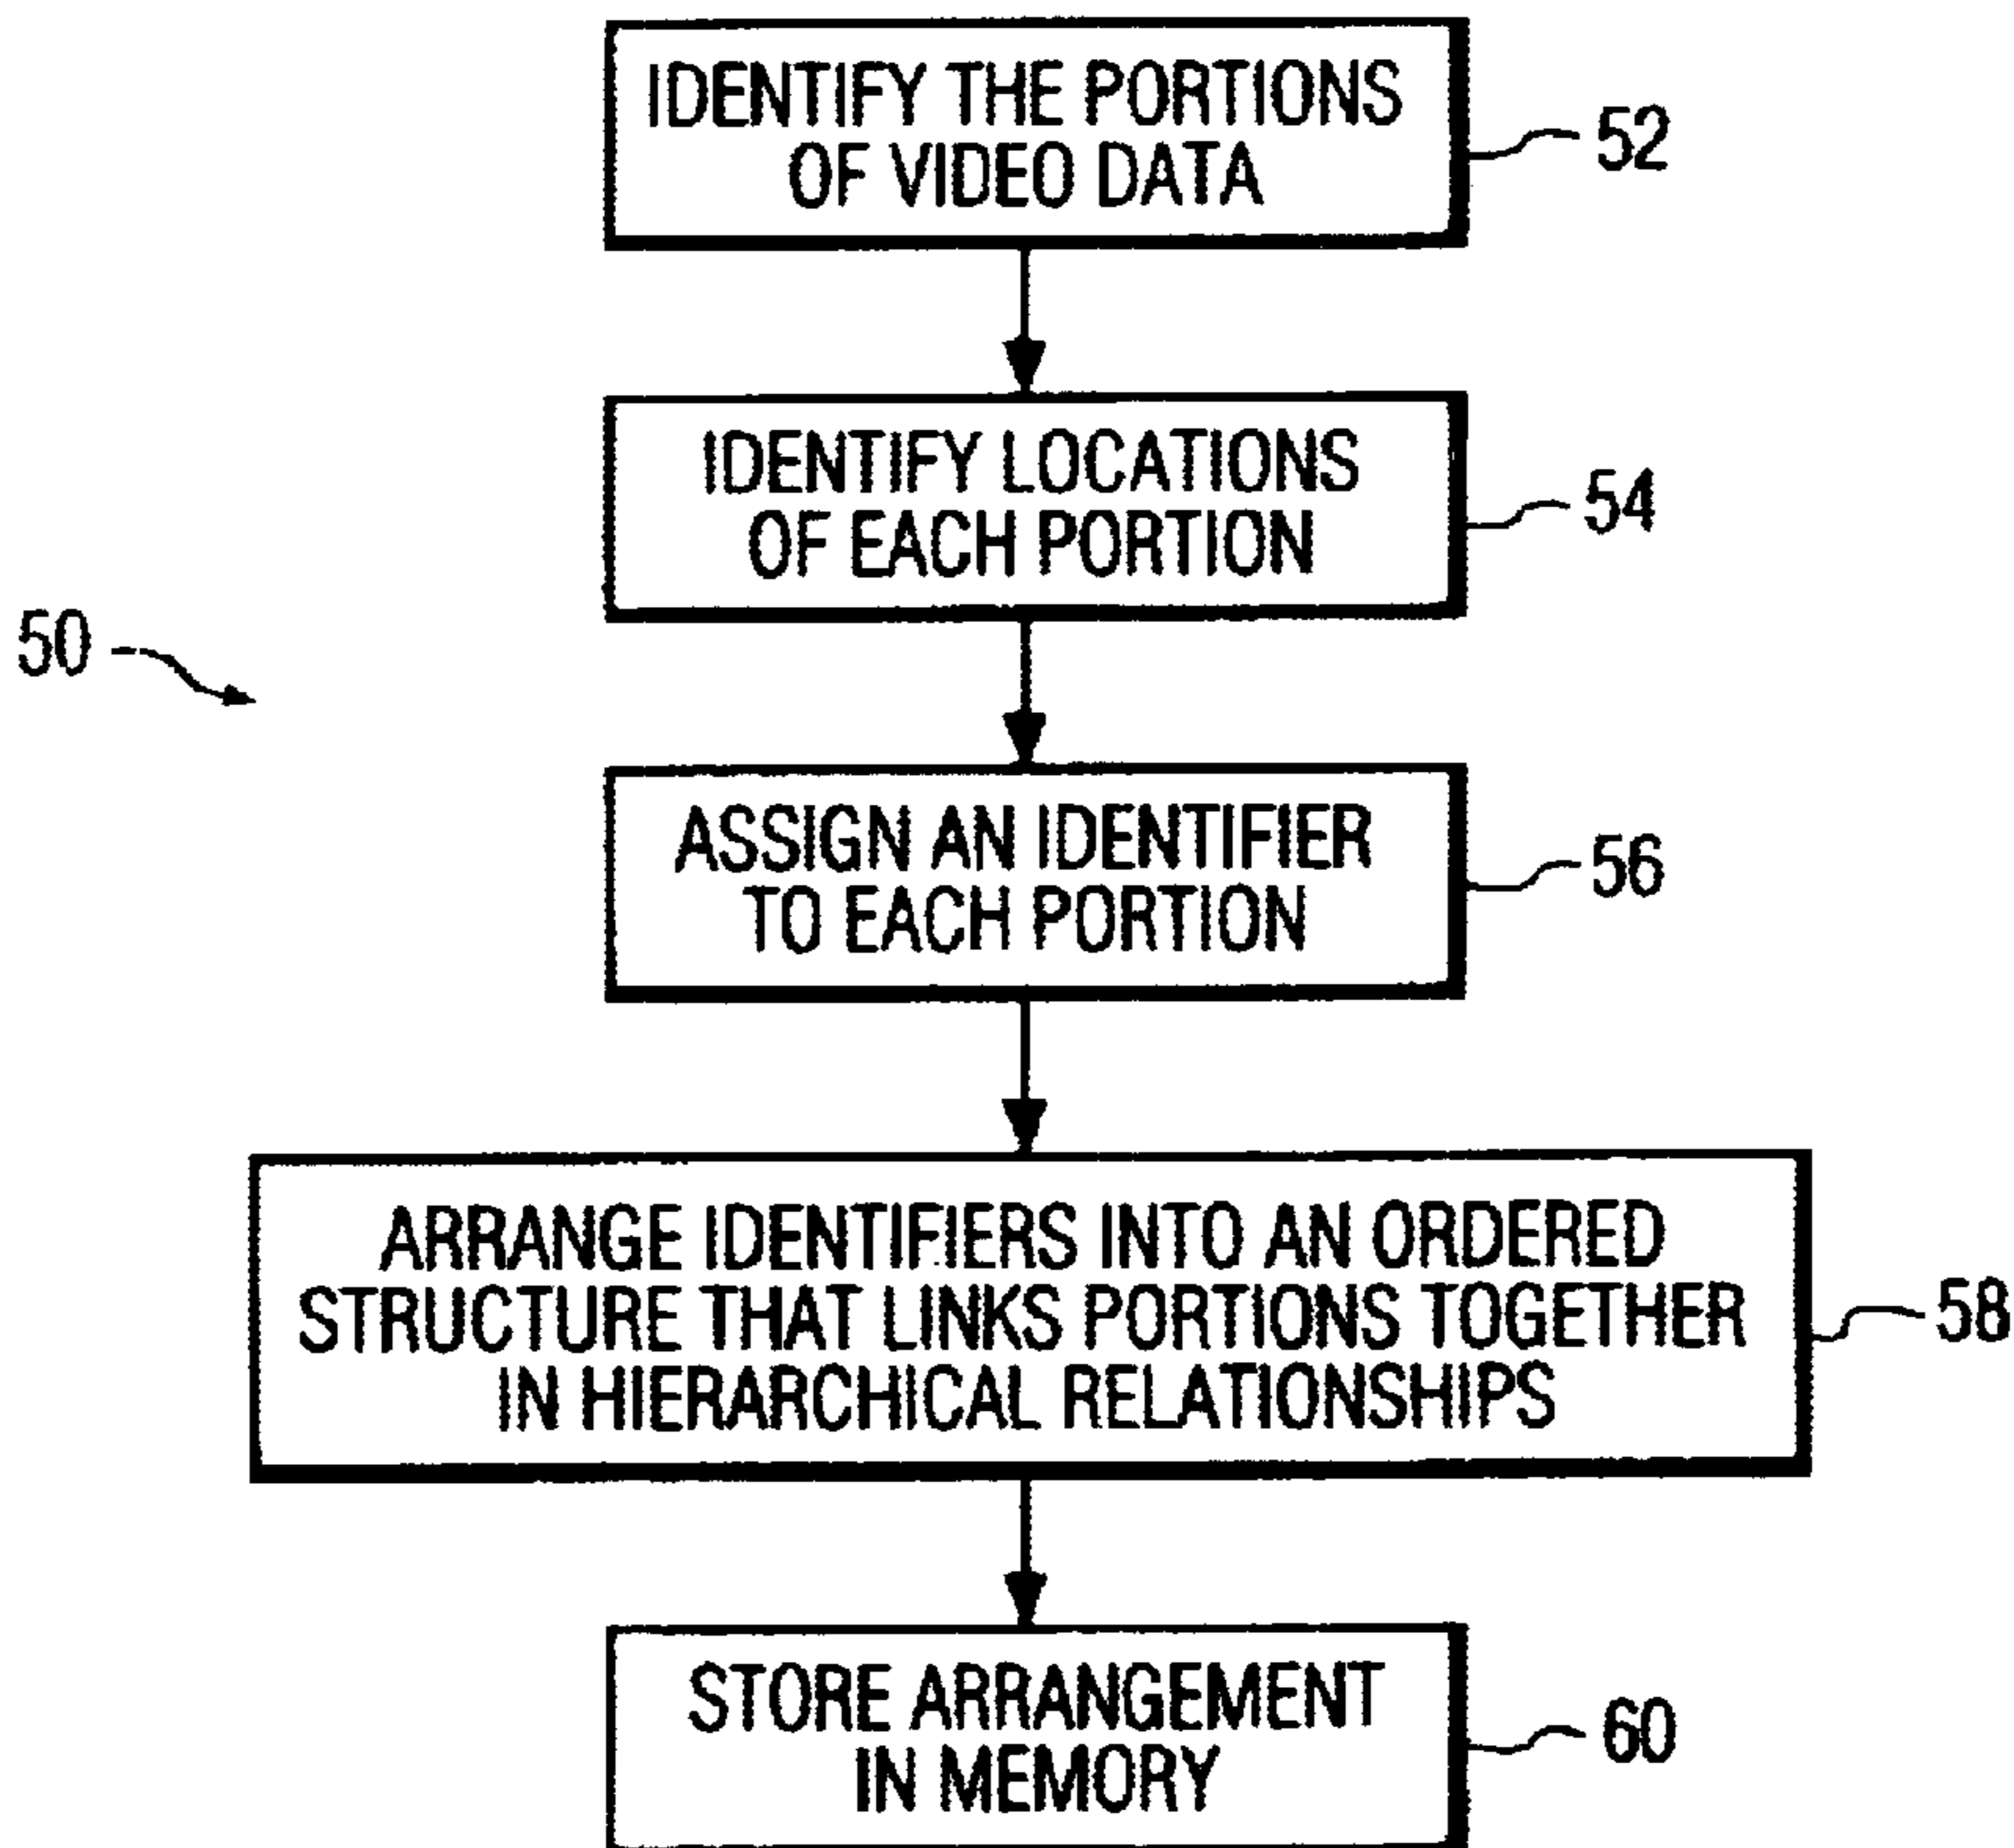 IDENTIFY THE PORTIONS
OF VIDEO DATA
52
IDENTIFY LOCATIONS
OF EACH PORTION
54
50
ASSIGN AN IDENTIFIER
TO EACH PORTION
56
ARRANGE IDENTIFIERS INTO AN ORDERED
STRUCTURE THAT LINKS PORTIONS TOGETHER
IN HIERARCHICAL RELATIONSHIPS
58
STORE ARRANGEMENT
IN MEMORY
60